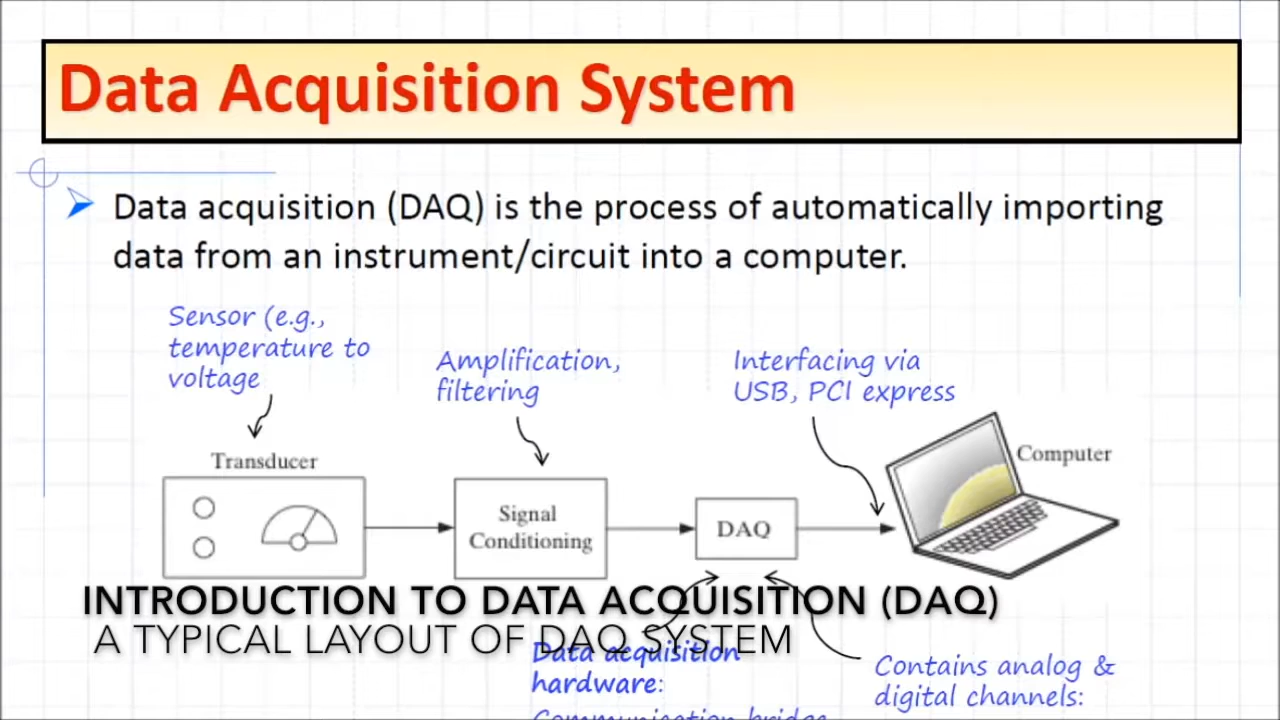 Data Acquisition System
Data acquisition (DAQ) is the process of automatically importing
data from an instrument/circuit into a computer.
Sensor (e.g.,
temperature to
voltage
Amplification,
filtering
Interfacing via
USB, PCI express
Transducer
Computer
Signal
Conditioning
DAQ
INTRODUCTION TO DATA ACQUISITION (DAQ)
A TYPICAL LAYOUT OF DAQ SYSTEM
Data acquisition
hardware:
Communication bridge
Contains analog &
digital channels: